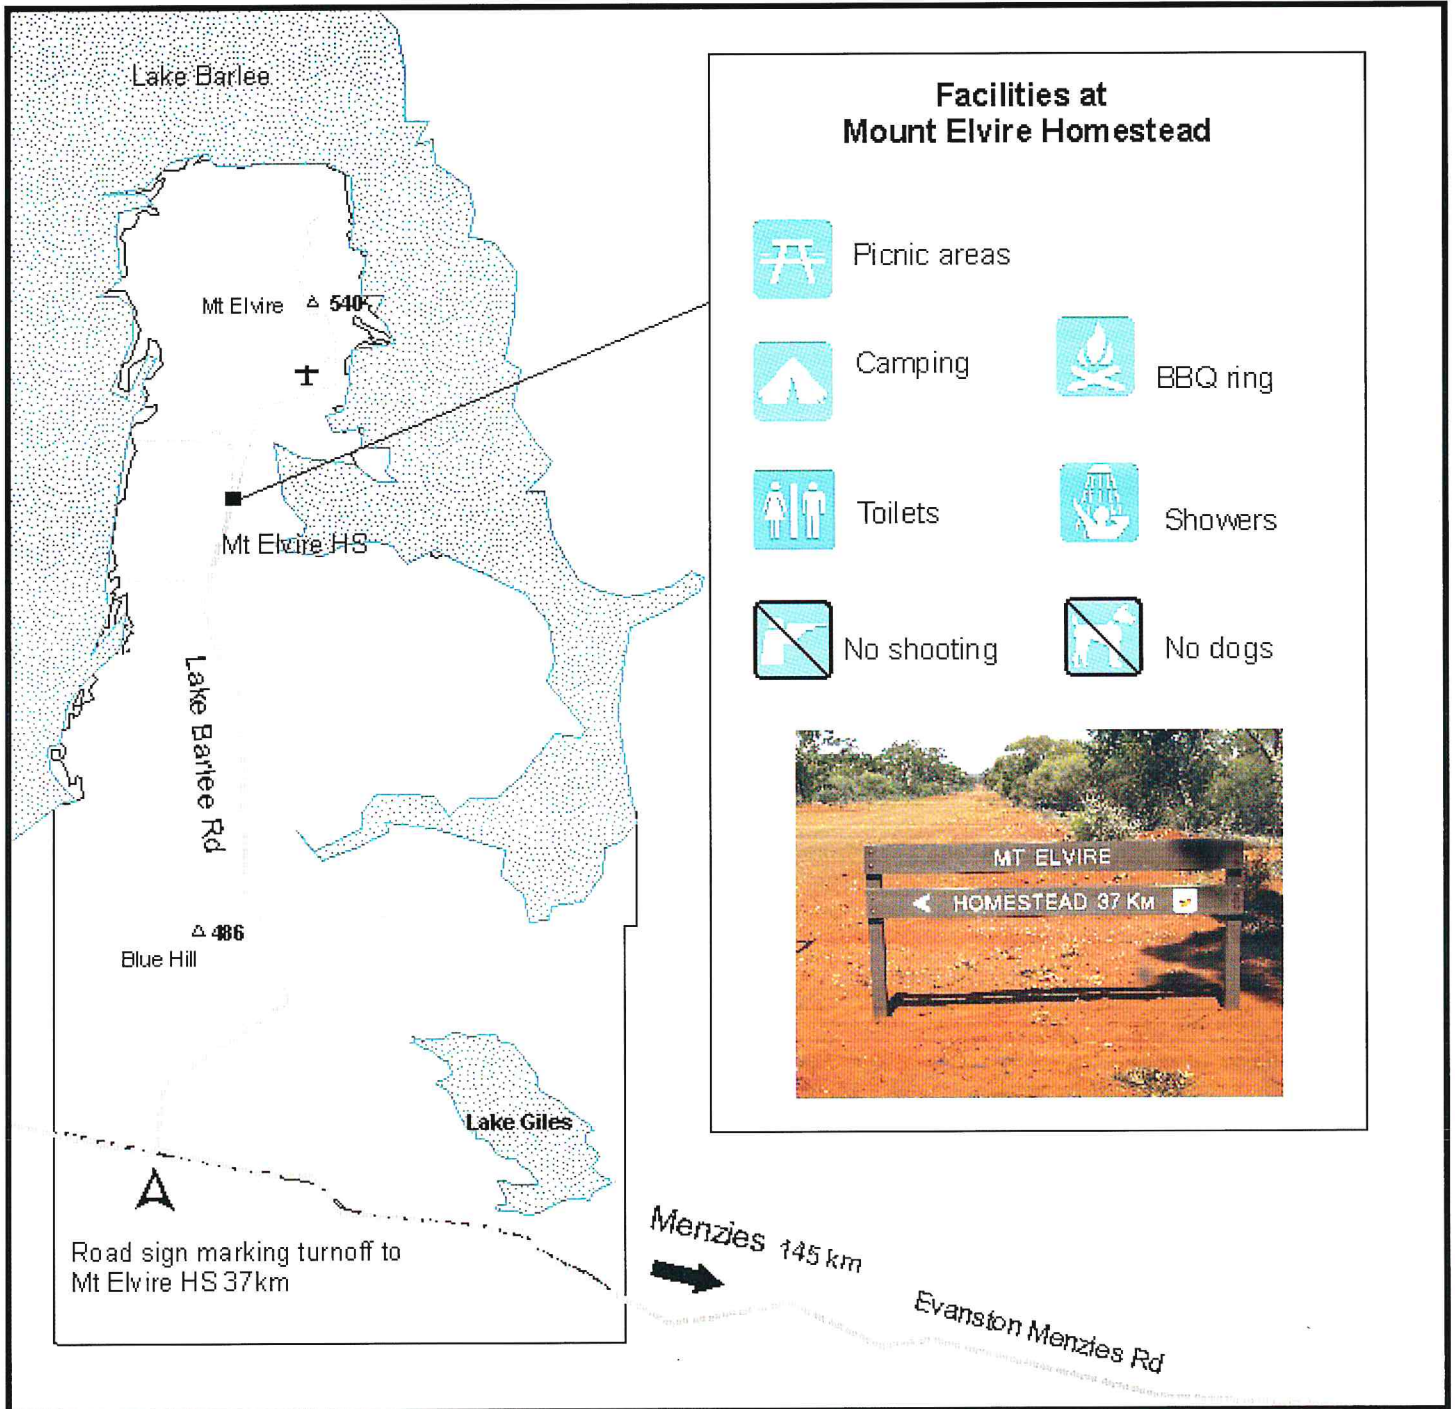 Lake Barlee
Facilities at
Mount Elvire Homestead
Picnic areas
Camping
BBQ ring
Toilets
Showers
No shooting
No dogs
Mt Elvire 540
Mt Elvire HS
Lake Barlee Rd
486
Blue Hill
MT ELVIRE
HOMESTEAD 37 KM
Lake Giles
Road sign marking turnoff to
Mt Elvire HS 37km
Menzies 145 km
Evanston Menzies Rd